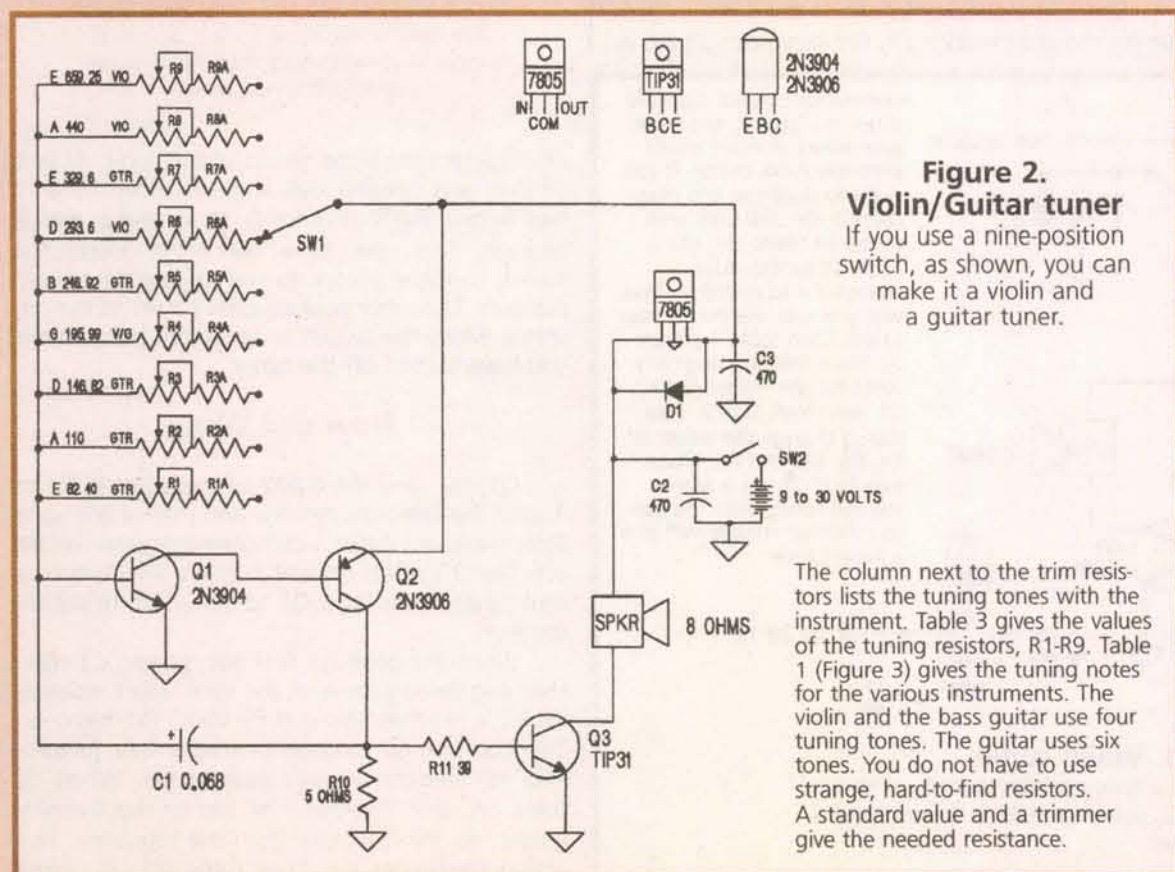 E 659.25 VIO R9 R9A
A 440 VIO R8 R8A
E 329.6 GTR R7 R7A
D 293.6 VIO R6 R6A
B 246.92 GTR R5 R5A
G 195.99 V/G R4 R4A
D 146.82 GTR R3 R3A
A 110 GTR R2 R2A
E 82.40 GTR R1 R1A
SW1
7805
IN OUT
COM
TIP31
BCE
2N3904
2N3906
EBC
Figure 2.
Violin/Guitar tuner
If you use a nine-position
switch, as shown, you can
make it a violin and
a guitar tuner.
7805
C3
470
D1
SW2
C2
470
+
9 to 30 VOLTS
Q1
2N3904
Q2
2N3906
SPKR
8 OHMS
+
C1 0.068
R10
5 OHMS
R11 39
Q3
TIP31
The column next to the trim resis-
tors lists the tuning tones with the
instrument. Table 3 gives the values
of the tuning resistors, R1-R9. Table
1 (Figure 3) gives the tuning notes
for the various instruments. The
violin and the bass guitar use four
tuning tones. The guitar uses six
tones. You do not have to use
strange, hard-to-find resistors.
A standard value and a trimmer
give the needed resistance.